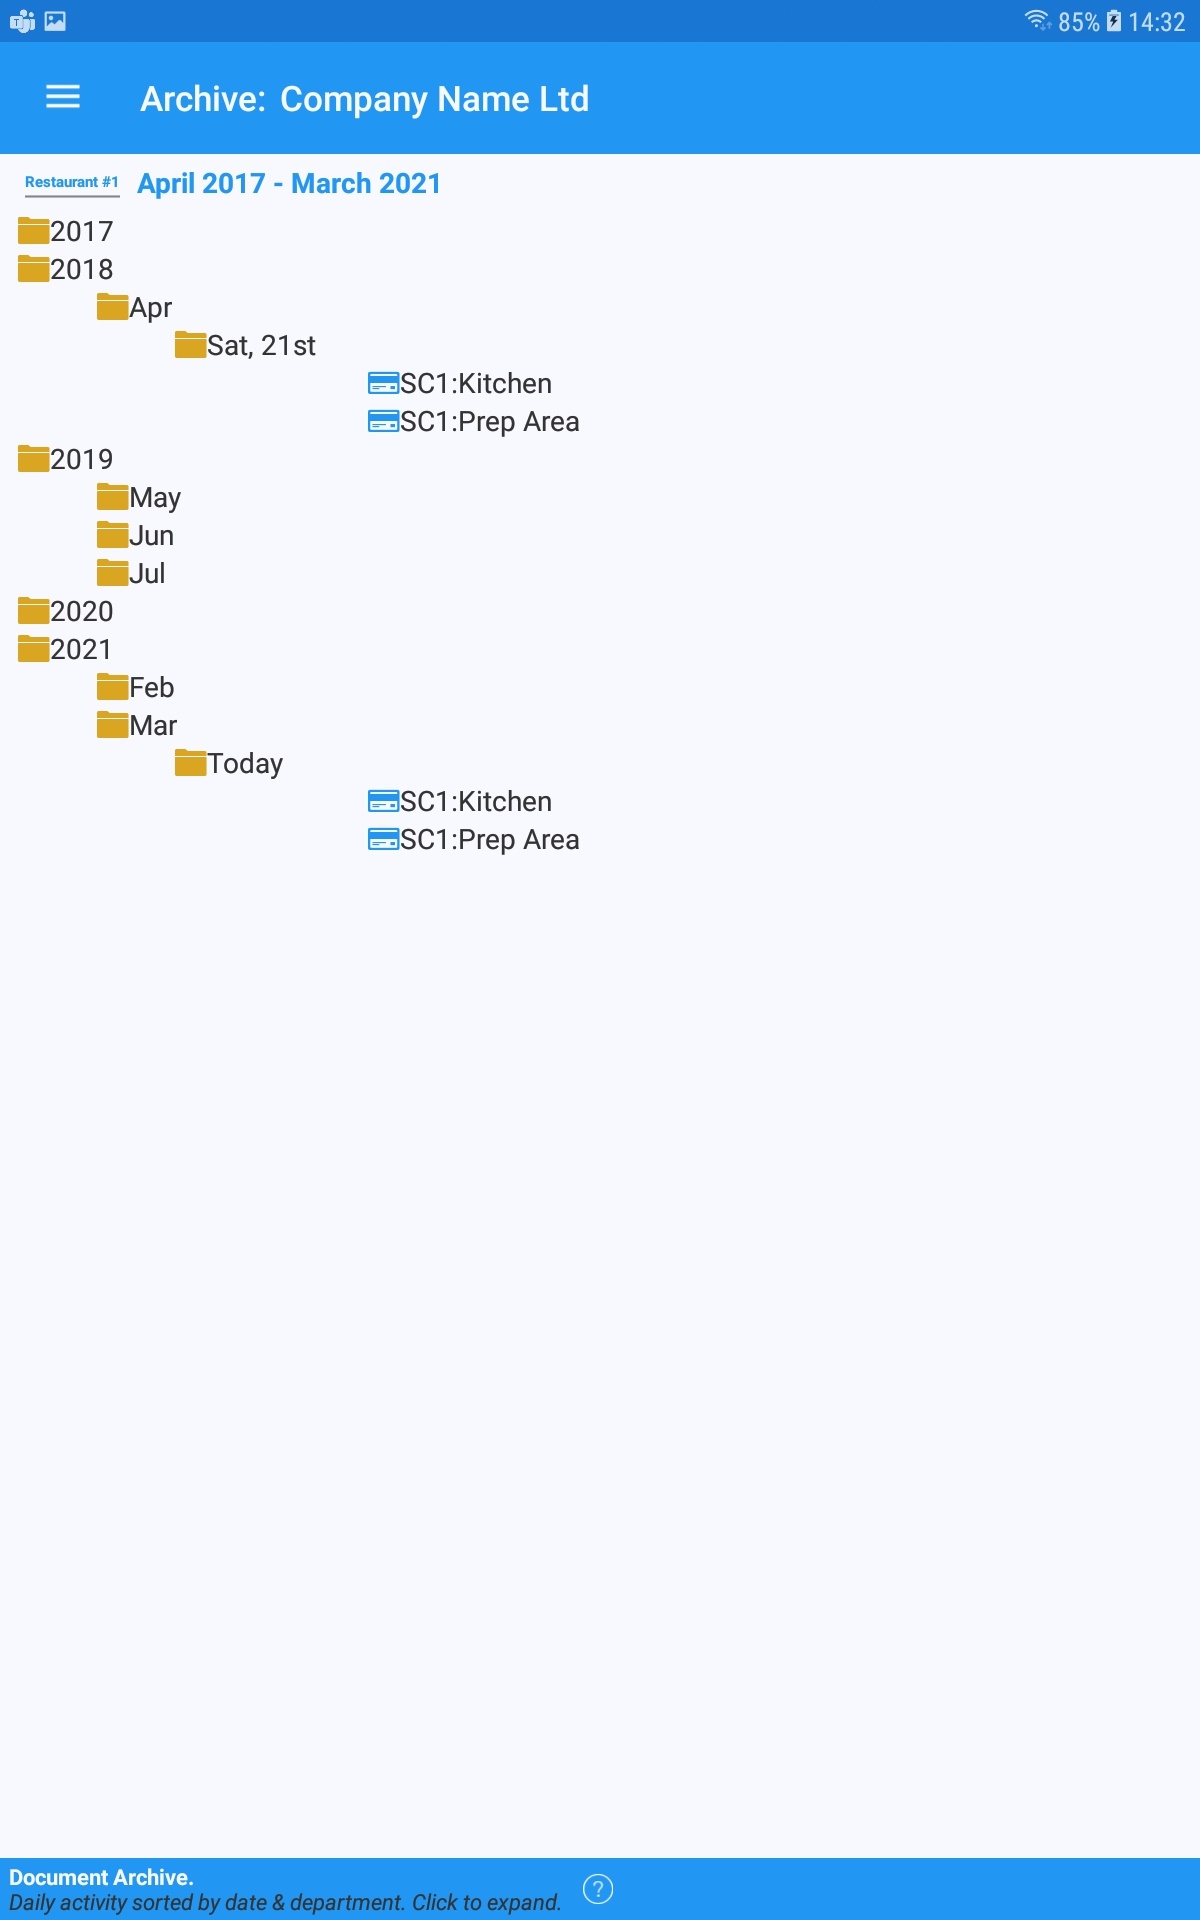 85% 14:32
Archive: Company Name Ltd
Restaurant #1 April 2017 - March 2021
2017
2018
Apr
Sat, 21st
SC1:Kitchen
SC1:Prep Area
2019
May
Jun
Jul
2020
2021
Feb
Mar
Today
SC1:Kitchen
SC1:Prep Area
Document Archive.
Daily activity sorted by date & department. Click to expand.
?